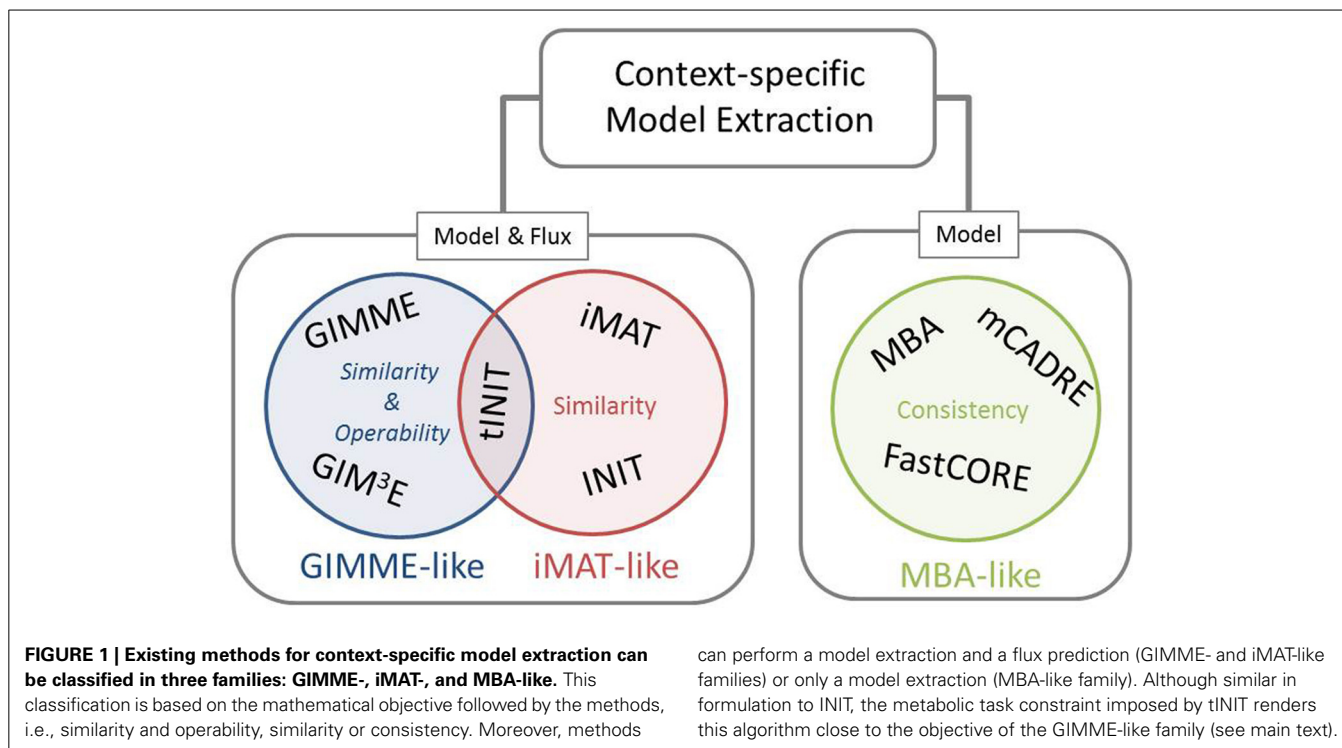 Context-specific
Model Extraction
Model & Flux
Model
GIMME
Similarity
&
Operability
GIM³E
tINIT
iMAT
Similarity
INIT
MBA
mCADRE
Consistency
FastCORE
GIMME-like
iMAT-like
MBA-like
FIGURE 1 | Existing methods for context-specific model extraction can
be classified in three families: GIMME-, iMAT-, and MBA-like. This
classification is based on the mathematical objective followed by the methods,
i.e., similarity and operability, similarity or consistency. Moreover, methods
can perform a model extraction and a flux prediction (GIMME- and iMAT-like
families) or only a model extraction (MBA-like family). Although similar in
formulation to INIT, the metabolic task constraint imposed by tINIT renders
this algorithm close to the objective of the GIMME-like family (see main text).